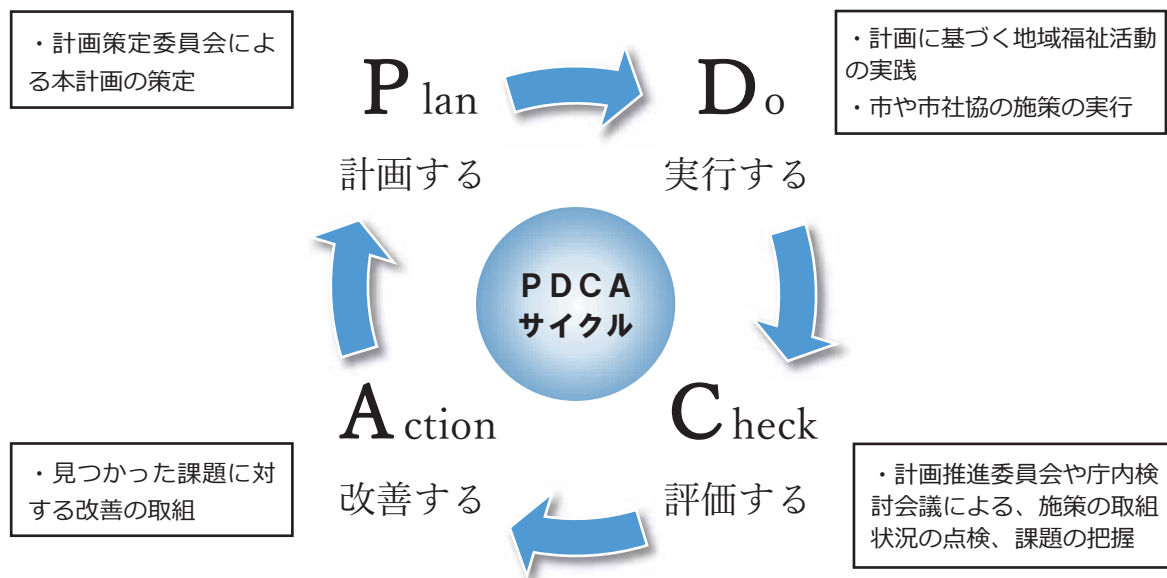 ・計画策定委員会によ
る本計画の策定
Plan
計画する
Do
実行する
・計画に基づく地域福祉活動
の実践
・市や市社協の施策の実行
PDCA
サイクル
Action
改善する
Check
評価する
・見つかった課題に対
する改善の取組
・計画推進委員会や庁内検
討会議による、施策の取組
状況の点検、課題の把握